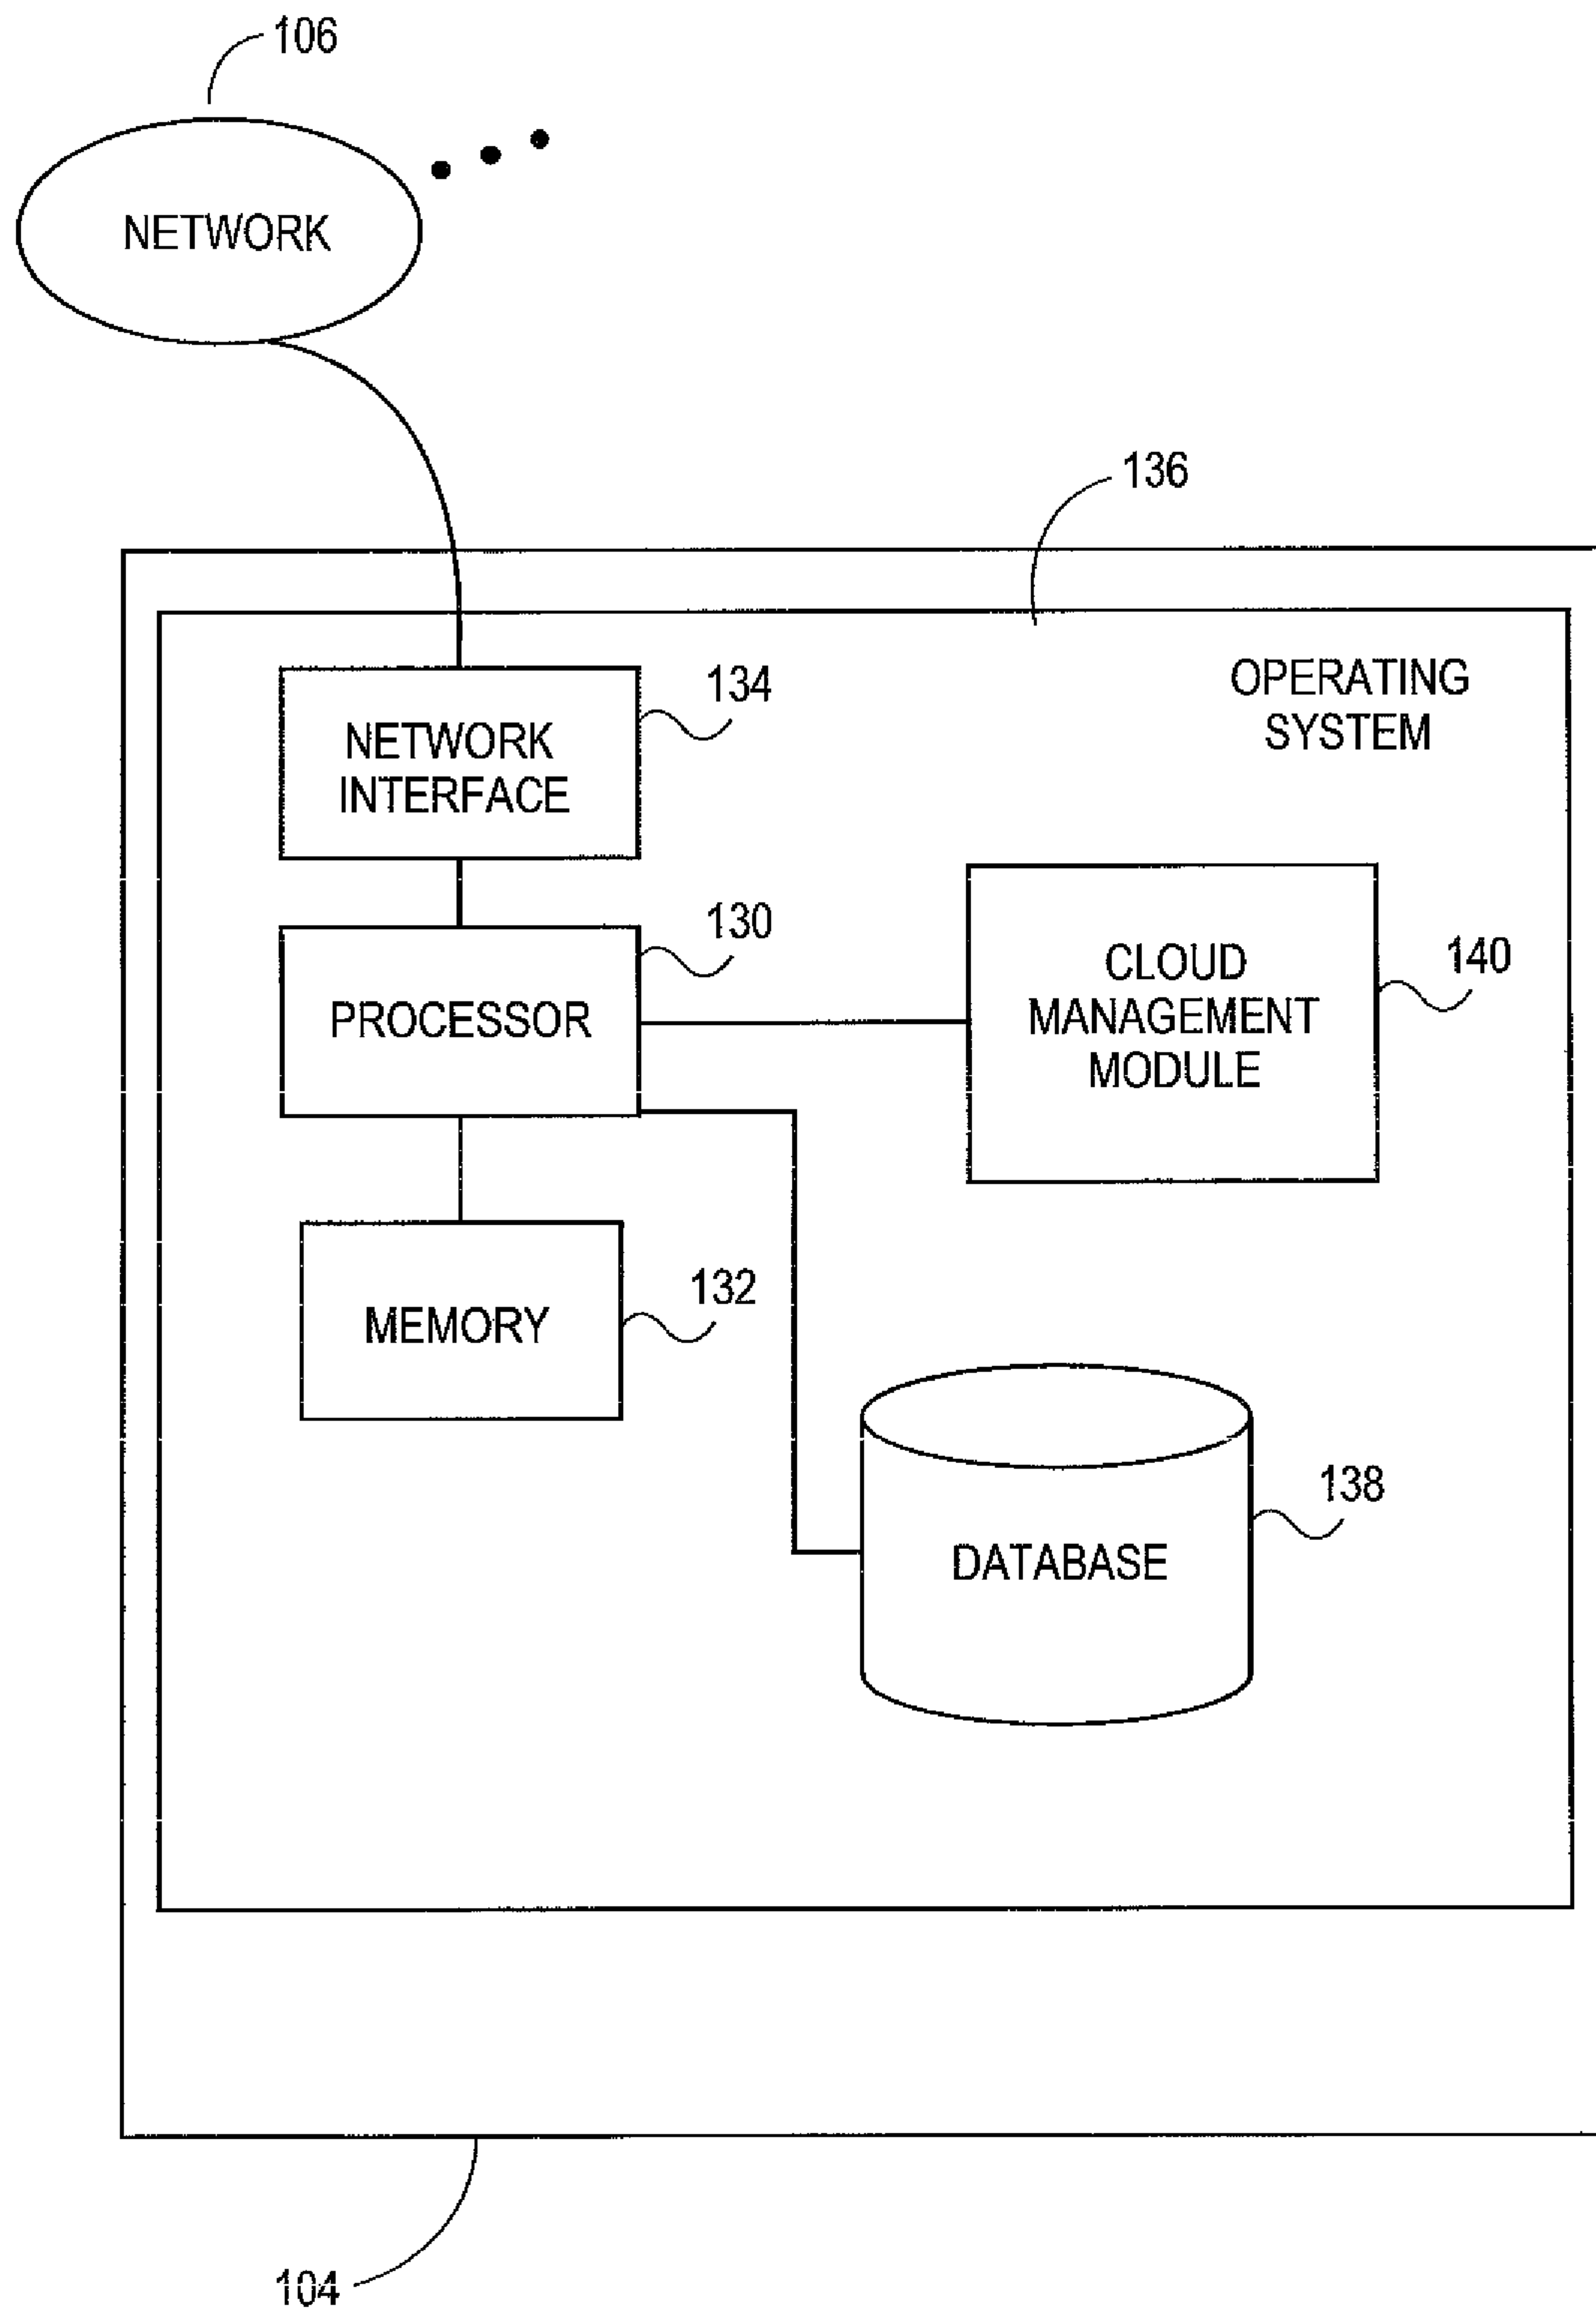 106
NETWORK
136
OPERATING
SYSTEM
134
NETWORK
INTERFACE
130
PROCESSOR
CLOUD
MANAGEMENT
MODULE
140
132
MEMORY
138
DATABASE
104